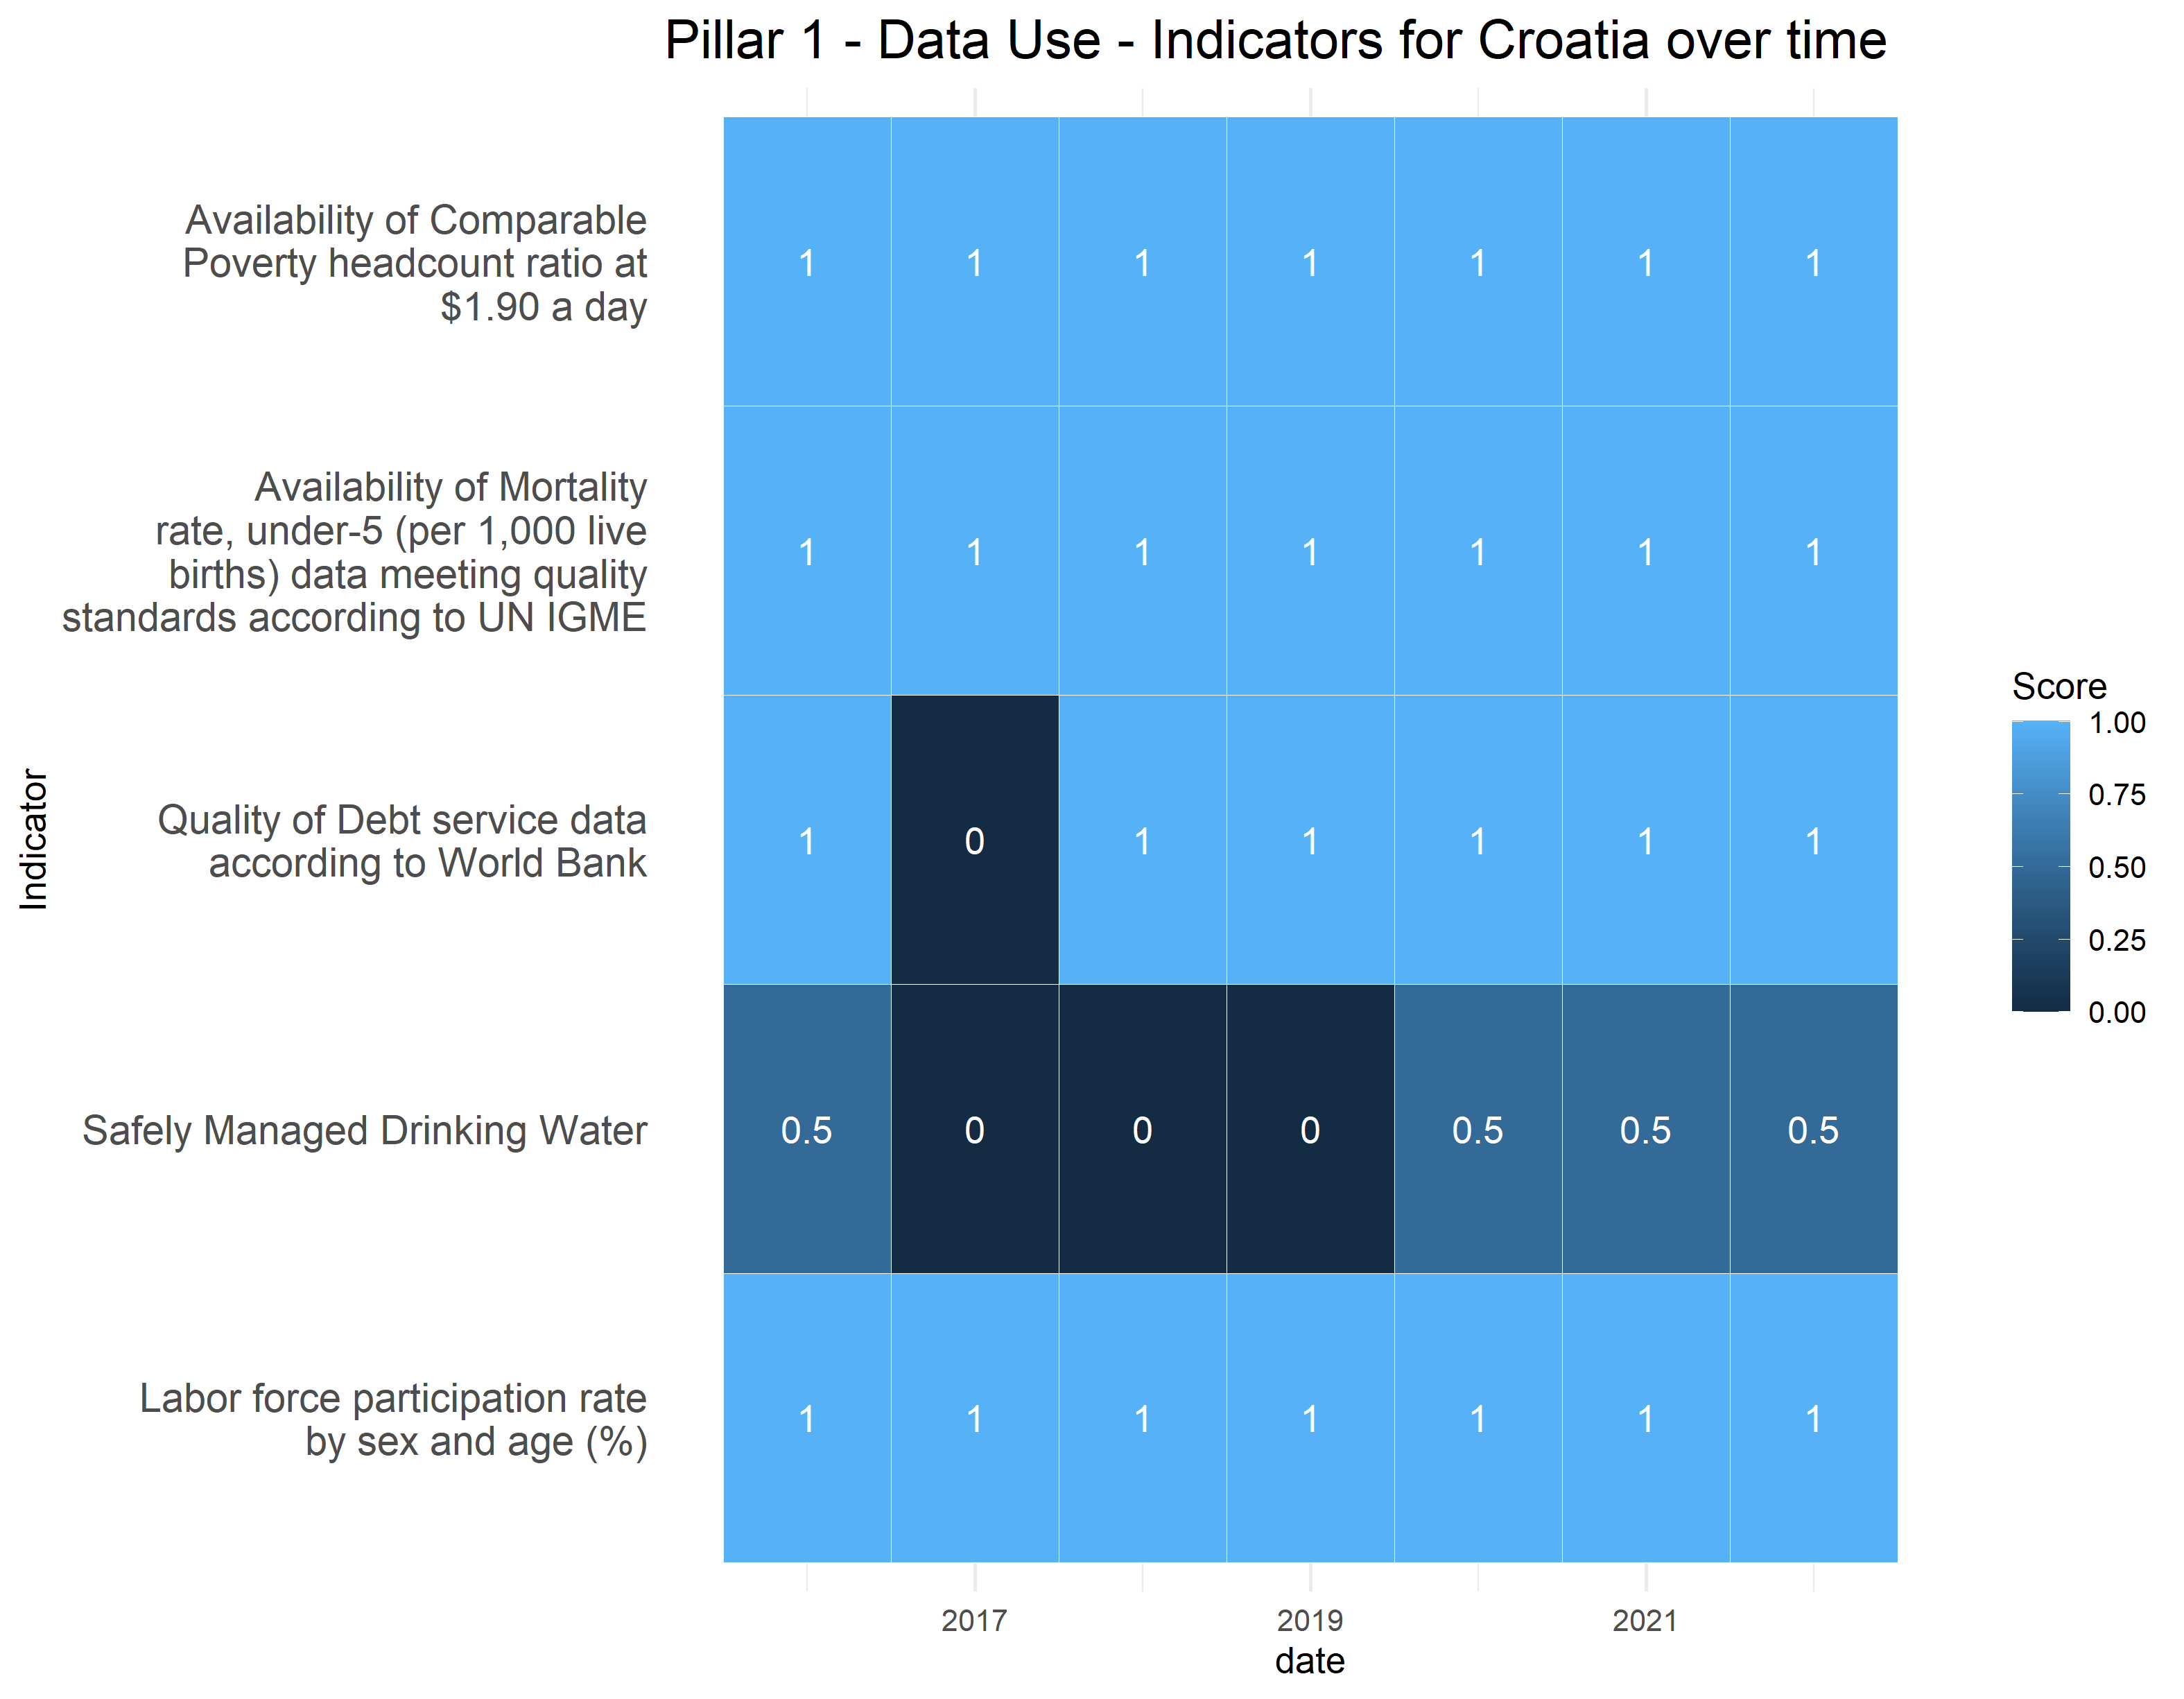 Pillar 1 - Data Use - Indicators for Croatia over time
Indicator
Availability of Comparable
Poverty headcount ratio at
$1.90 a day
1 1 1 1 1 1 1
Availability of Mortality
rate, under-5 (per 1,000 live
births) data meeting quality
standards according to UN IGME
1 1 1 1 1 1 1
Quality of Debt service data
according to World Bank
1 0 1 1 1 1 1
Safely Managed Drinking Water
0.5 0 0 0 0.5 0.5 0.5
Labor force participation rate
by sex and age (%)
1 1 1 1 1 1 1
2017 2019 2021
date
Score
1.00
0.75
0.50
0.25
0.00